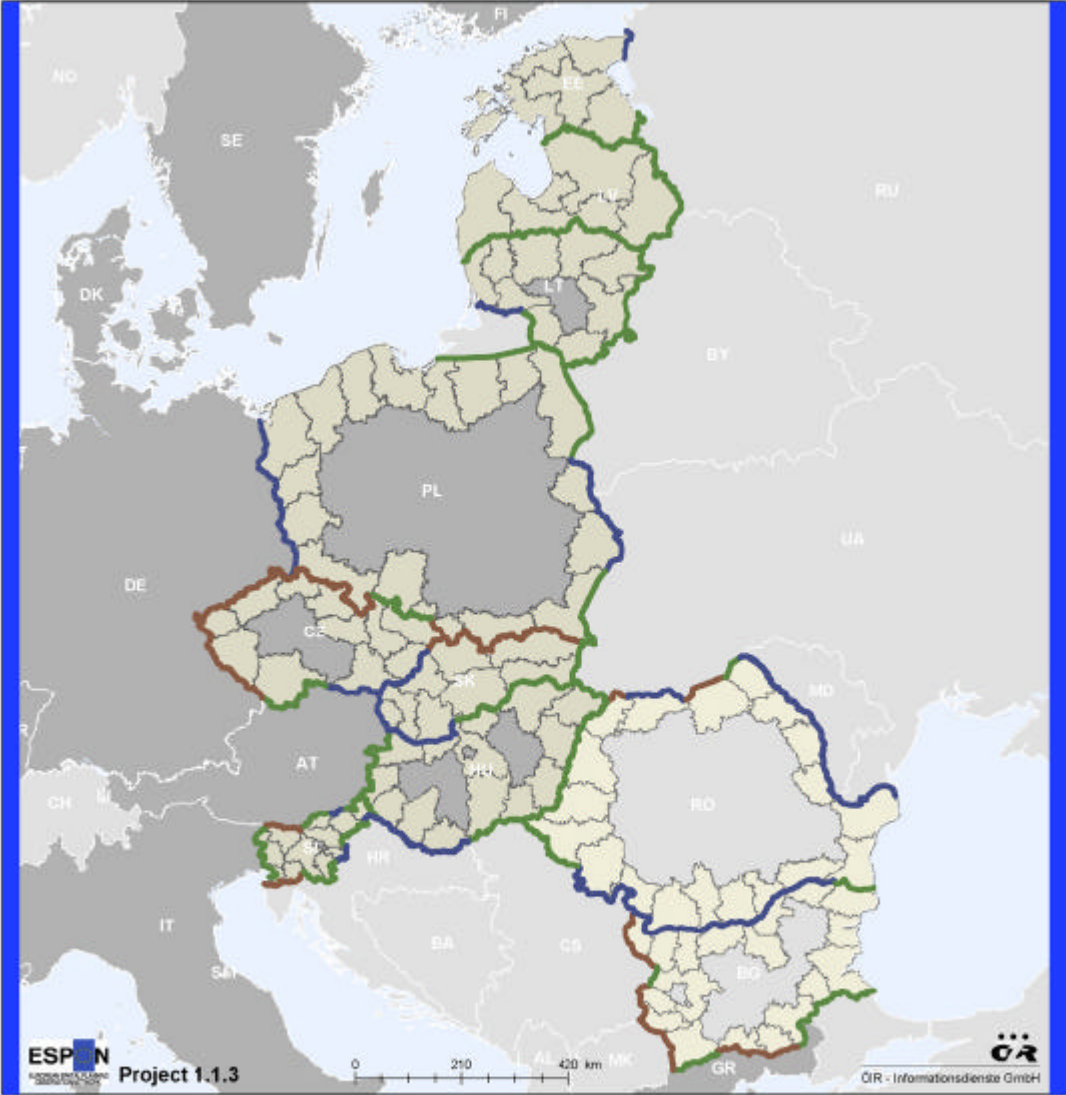 FI
NO
EE
SE
RU
LV
DK
LT
BY
PL
UA
DE
CZ
SK
MD
AT
HU
CH
RO
SI
HR
IT
BA
CS
BG
ESPON
Project 1.1.3
0 210 420 km
AL
MK
GR
ÖIR
ÖIR - Informationsdienste GmbH